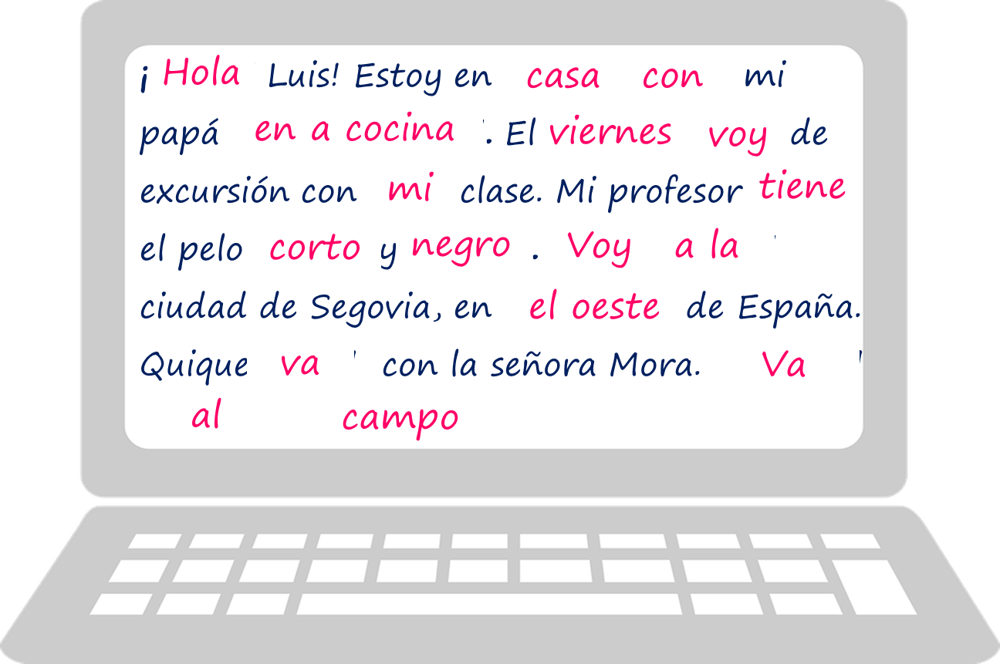 ¡Hola Luis! Estoy en casa con mi
papá en a cocina. El viernes voy de
excursión con mi clase. Mi profesor tiene
el pelo corto y negro. Voy a la
ciudad de Segovia, en el oeste de España.
Quique va con la señora Mora. Va
al campo